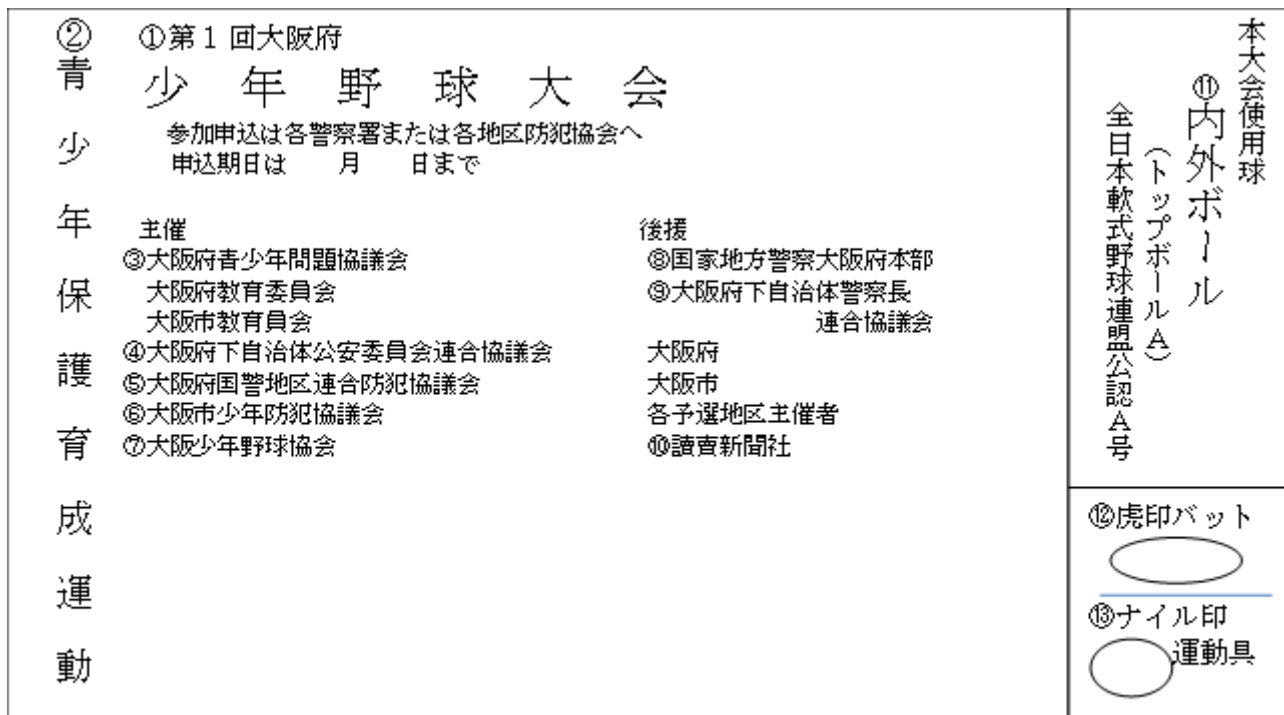 ②青少年保護育成運動
①第1回大阪府
少年野球大会
参加申込は各警察署または各地区防犯協会へ
申込期日は　　月　　日まで
主催
③大阪府青少年問題協議会
大阪府教育委員会
大阪市教育員会
④大阪府下自治体公安委員会連合協議会
⑤大阪府国警地区連合防犯協議会
⑥大阪市少年防犯協議会
⑦大阪少年野球協会
後援
⑧国家地方警察大阪府本部
⑨大阪府下自治体警察長
連合協議会
大阪府
大阪市
各予選地区主催者
⑩讀賣新聞社
本大会使用球
⑪内外ボール
（トップボールA）
全日本軟式野球連盟公認A号
⑫虎印バット
⑬ナイル印
運動具